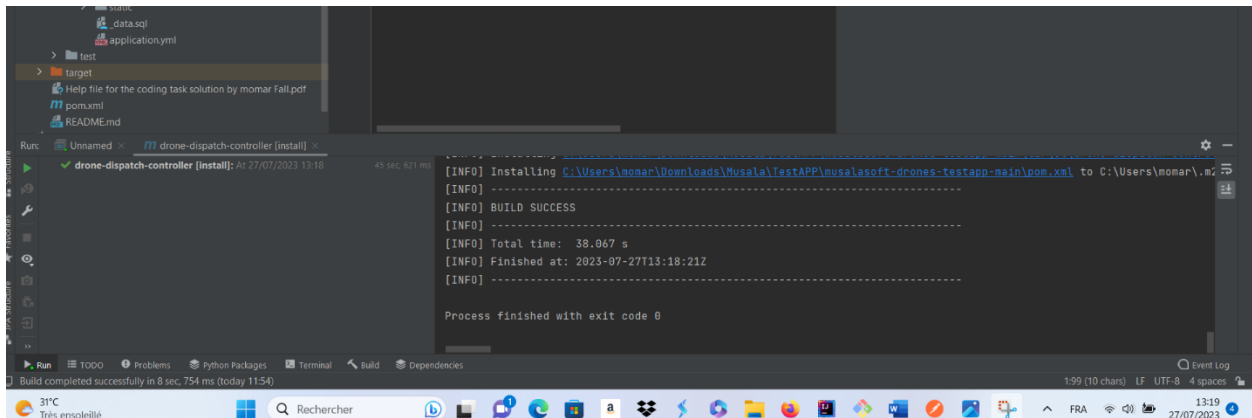 static
_data.sql
application.yml
test
target
Help file for the coding task solution by momar Fall.pdf
pom.xml
README.md
Run: Unnamed × drone-dispatch-controller [install] ×
drone-dispatch-controller [install]: At 27/07/2023 13:18 45 sec, 621 ms
[INFO] Installing C:\Users\momar\Downloads\Musala\TestAPP\musalasoft-drones-testapp-main\pom.xml to C:\Users\momar\.m2
[INFO] ------------------------------------------------------------------------
[INFO] BUILD SUCCESS
[INFO] ------------------------------------------------------------------------
[INFO] Total time:  38.067 s
[INFO] Finished at: 2023-07-27T13:18:21Z
[INFO] ------------------------------------------------------------------------
Process finished with exit code 0
Structure
Favorites
JPA Structure
Run TODO Problems Python Packages Terminal Build Dependencies Event Log
Build completed successfully in 8 sec, 754 ms (today 11:54) 1:99 (10 chars) LF UTF-8 4 spaces
31°C
Très ensoleillé
Rechercher
FRA
13:19
27/07/2023
4